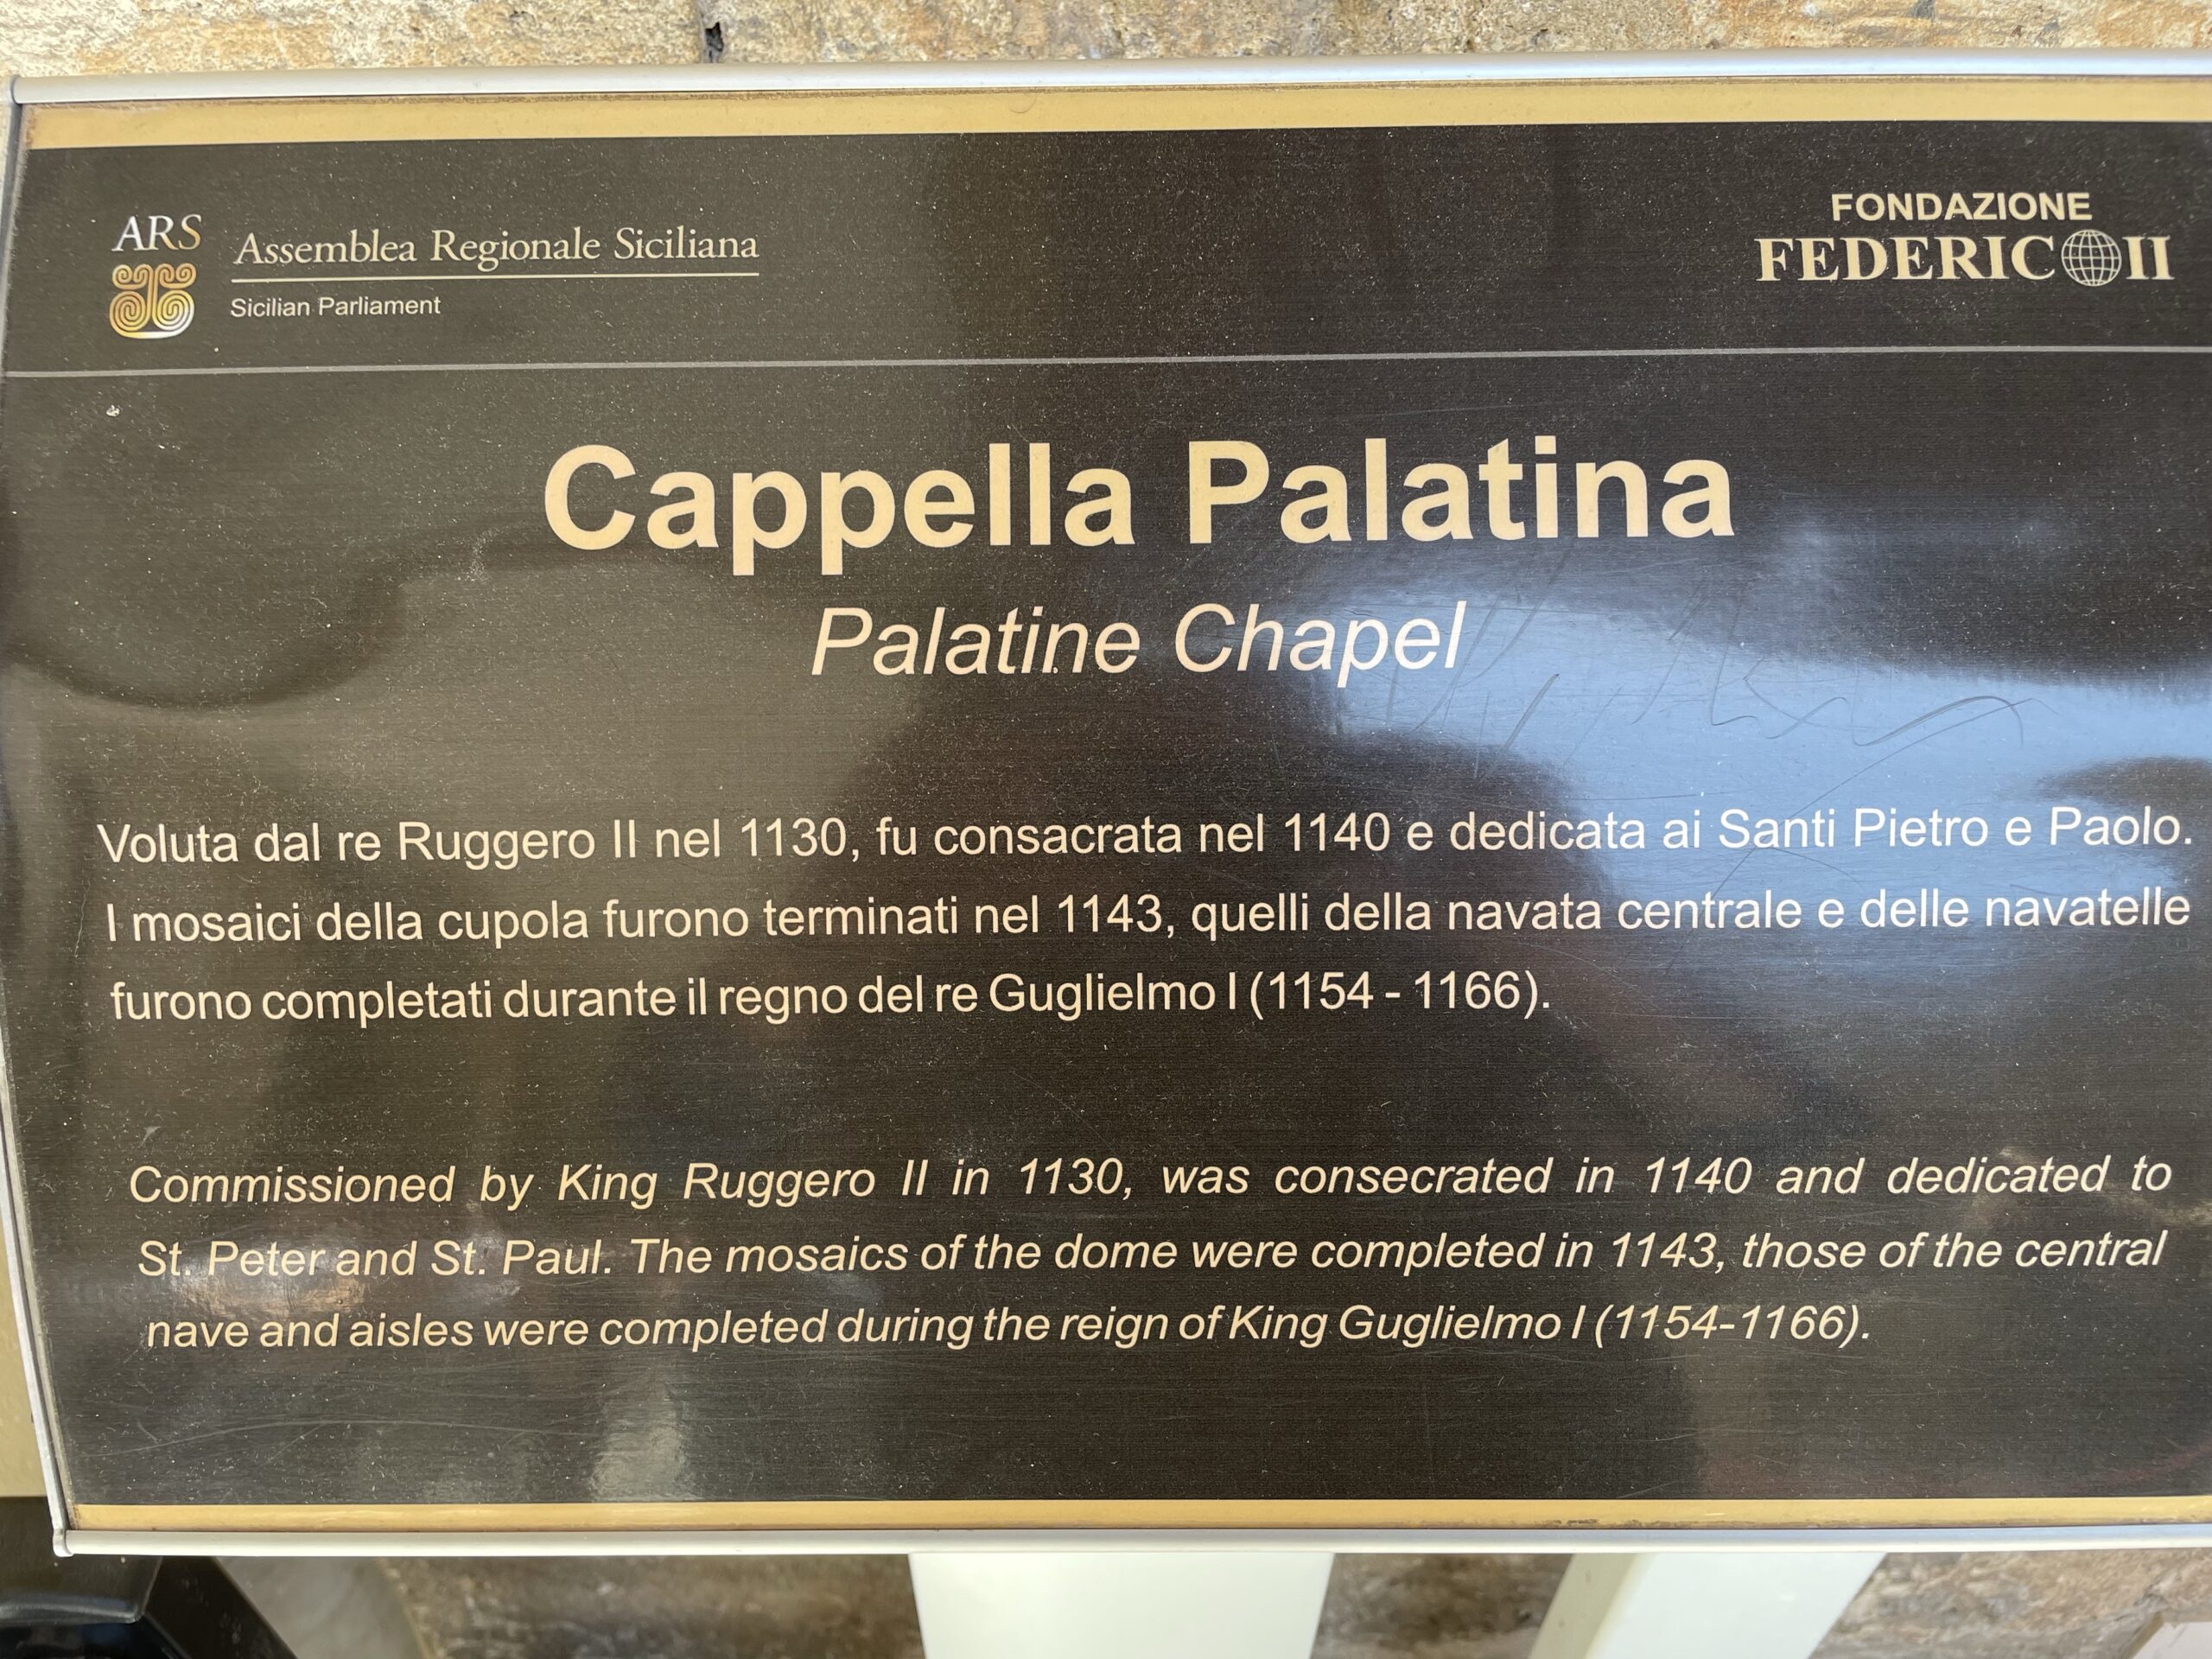 ARS
Assemblea Regionale Siciliana
Sicilian Parliament
FONDAZIONE
FEDERICO II
Cappella Palatina
Palatine Chapel
Voluta dal re Ruggero II nel 1130, fu consacrata nel 1140 e dedicata ai Santi Pietro e Paolo.
I mosaici della cupola furono terminati nel 1143, quelli della navata centrale e delle navatelle
furono completati durante il regno del re Guglielmo I (1154 - 1166).
Commissioned by King Ruggero II in 1130, was consecrated in 1140 and dedicated to
St. Peter and St. Paul. The mosaics of the dome were completed in 1143, those of the central
nave and aisles were completed during the reign of King Guglielmo I (1154-1166).